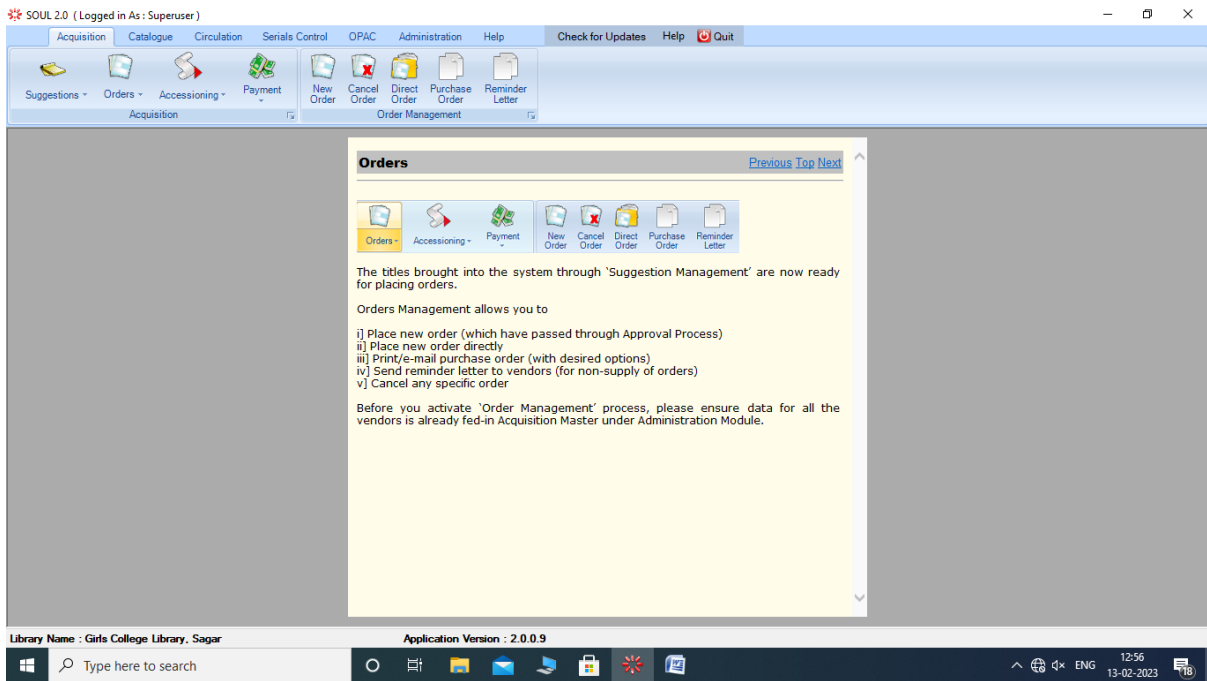 SOUL 2.0 ( Logged in As : Superuser )
Acquisition Catalogue Circulation Serials Control OPAC Administration Help Check for Updates Help Quit
Suggestions Orders Accessioning Payment New Order Cancel Order Direct Order Purchase Order Reminder Letter
Acquisition Order Management
Orders Previous Top Next
Orders Accessioning Payment New Order Cancel Order Direct Order Purchase Order Reminder Letter
The titles brought into the system through ‘Suggestion Management’ are now ready
for placing orders.
Orders Management allows you to
i] Place new order (which have passed through Approval Process)
ii] Place new order directly
iii] Print/e-mail purchase order (with desired options)
iv] Send reminder letter to vendors (for non-supply of orders)
v] Cancel any specific order
Before you activate ‘Order Management’ process, please ensure data for all the
vendors is already fed-in Acquisition Master under Administration Module.
Library Name : Girls College Library, Sagar Application Version : 2.0.0.9
Type here to search ENG 12:56
13-02-2023 18